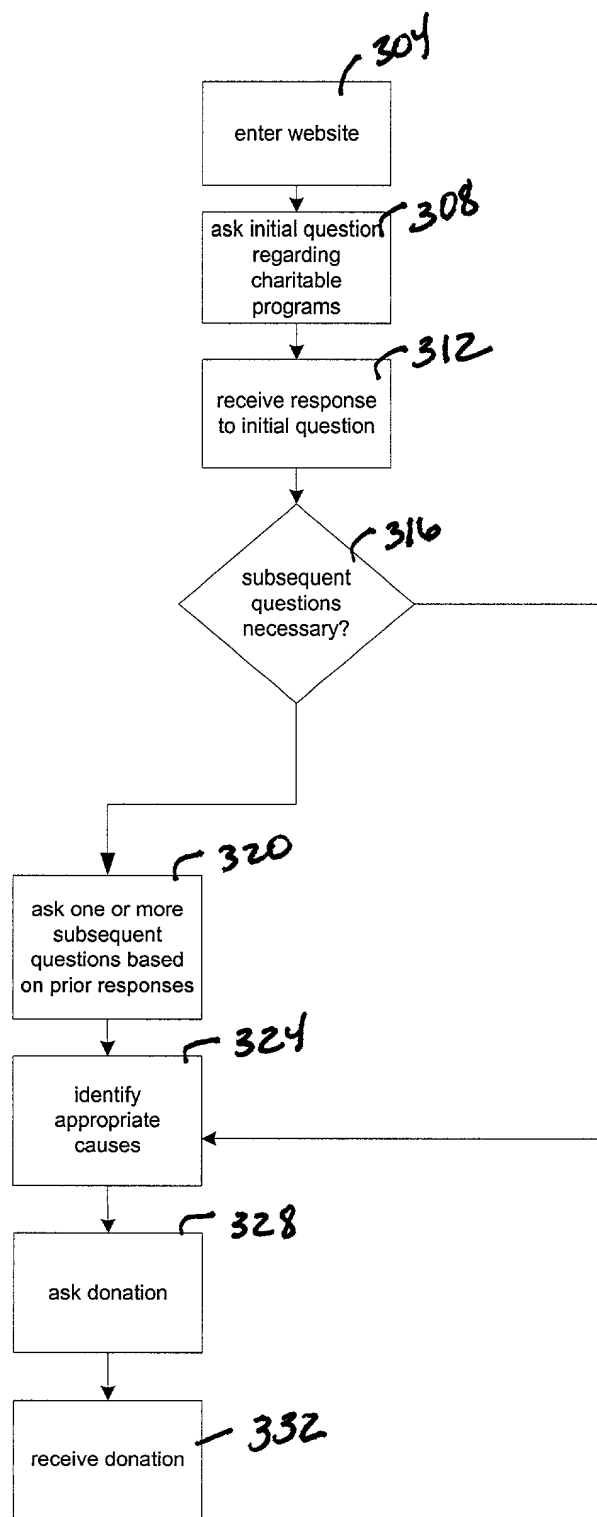 304
enter website
308
ask initial question
regarding
charitable
programs
312
receive response
to initial question
316
subsequent
questions
necessary?
320
ask one or more
subsequent
questions based
on prior responses
324
identify
appropriate
causes
328
ask donation
332
receive donation